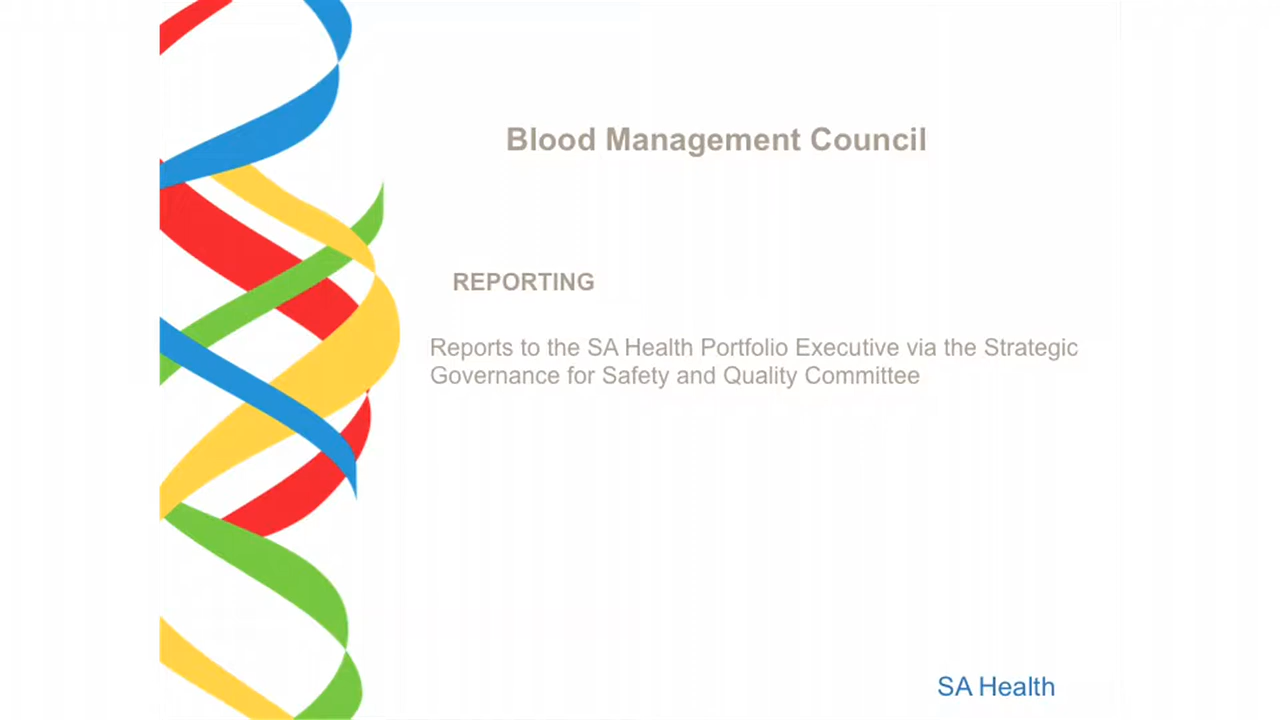 Blood Management Council
REPORTING
Reports to the SA Health Portfolio Executive via the Strategic
Governance for Safety and Quality Committee
SA Health